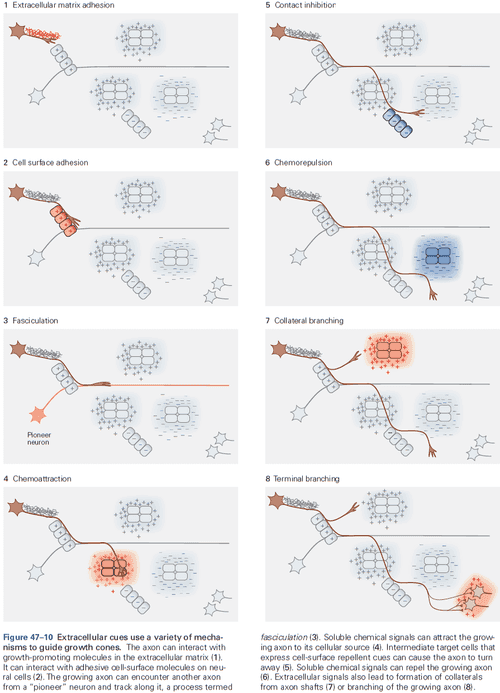 1 Extracellular matrix adhesion
2 Cell surface adhesion
3 Fasciculation
Pioneer
neuron
4 Chemoattraction
5 Contact inhibition
6 Chemorepulsion
7 Collateral branching
8 Terminal branching
Figure 47–10 Extracellular cues use a variety of mecha-
nisms to guide growth cones. The axon can interact with
growth-promoting molecules in the extracellular matrix (1).
It can interact with adhesive cell-surface molecules on neu-
ral cells (2). The growing axon can encounter another axon
from a "pioneer" neuron and track along it, a process termed
fasciculation (3). Soluble chemical signals can attract the grow-
ing axon to its cellular source (4). Intermediate target cells that
express cell-surface repellent cues can cause the axon to turn
away (5). Soluble chemical signals can repel the growing axon
(6). Extracellular signals also lead to formation of collaterals
from axon shafts (7) or branching of the growing axon (8).